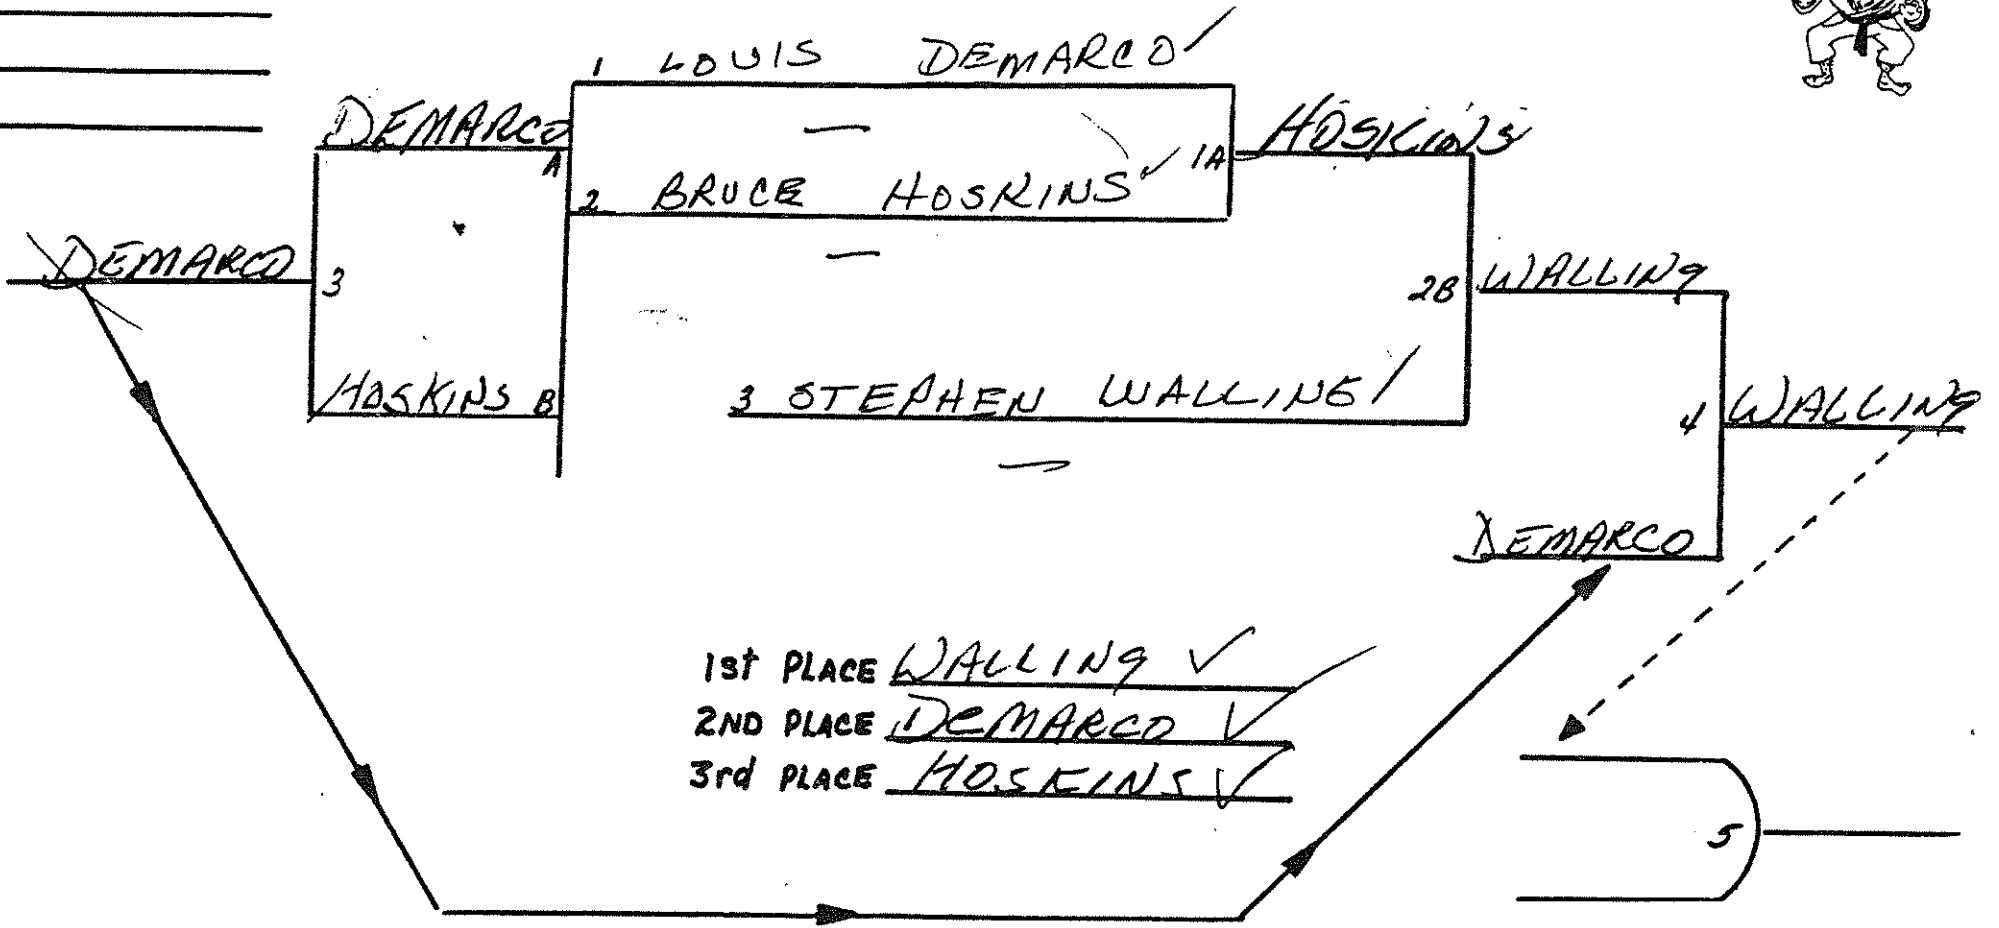 1 LOUIS DEMARCO
DEMARCO A
1A HOSKINS
2 BRUCE HOSKINS
DEMARCO 3
2B WALLING
HOSKINS B
3 STEPHEN WALLING
4 WALLING
DEMARCO
1st PLACE WALLING
2ND PLACE DEMARCO
3rd PLACE HOSKINS
5